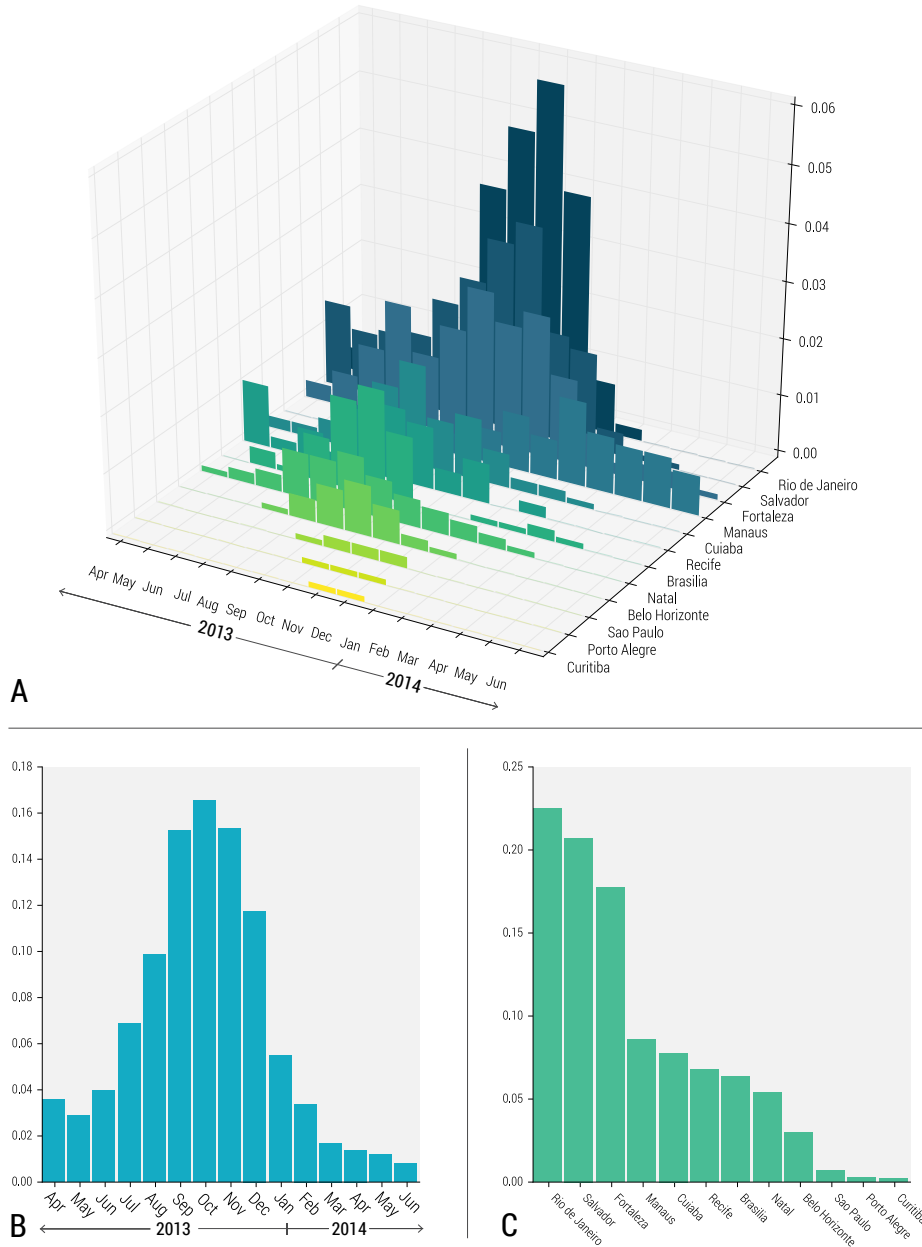 0.06
0.05
0.04
0.03
0.02
0.01
0.00
Rio de Janeiro
Salvador
Fortaleza
Manaus
Cuiaba
Recife
Brasilia
Natal
Belo Horizonte
Sao Paulo
Porto Alegre
Curitiba
Apr May Jun Jul Aug Sep Oct Nov Dec Jan Feb Mar Apr May Jun
2013
2014
A
0.18
0.16
0.14
0.12
0.10
0.08
0.06
0.04
0.02
0.00
Apr May Jun Jul Aug Sep Oct Nov Dec Jan Feb Mar Apr May Jun
2013 2014
B
0.25
0.20
0.15
0.10
0.05
0.00
Rio de Janeiro
Salvador
Fortaleza
Manaus
Cuiaba
Recife
Brasilia
Natal
Belo Horizonte
Sao Paulo
Porto Alegre
Curitiba
C